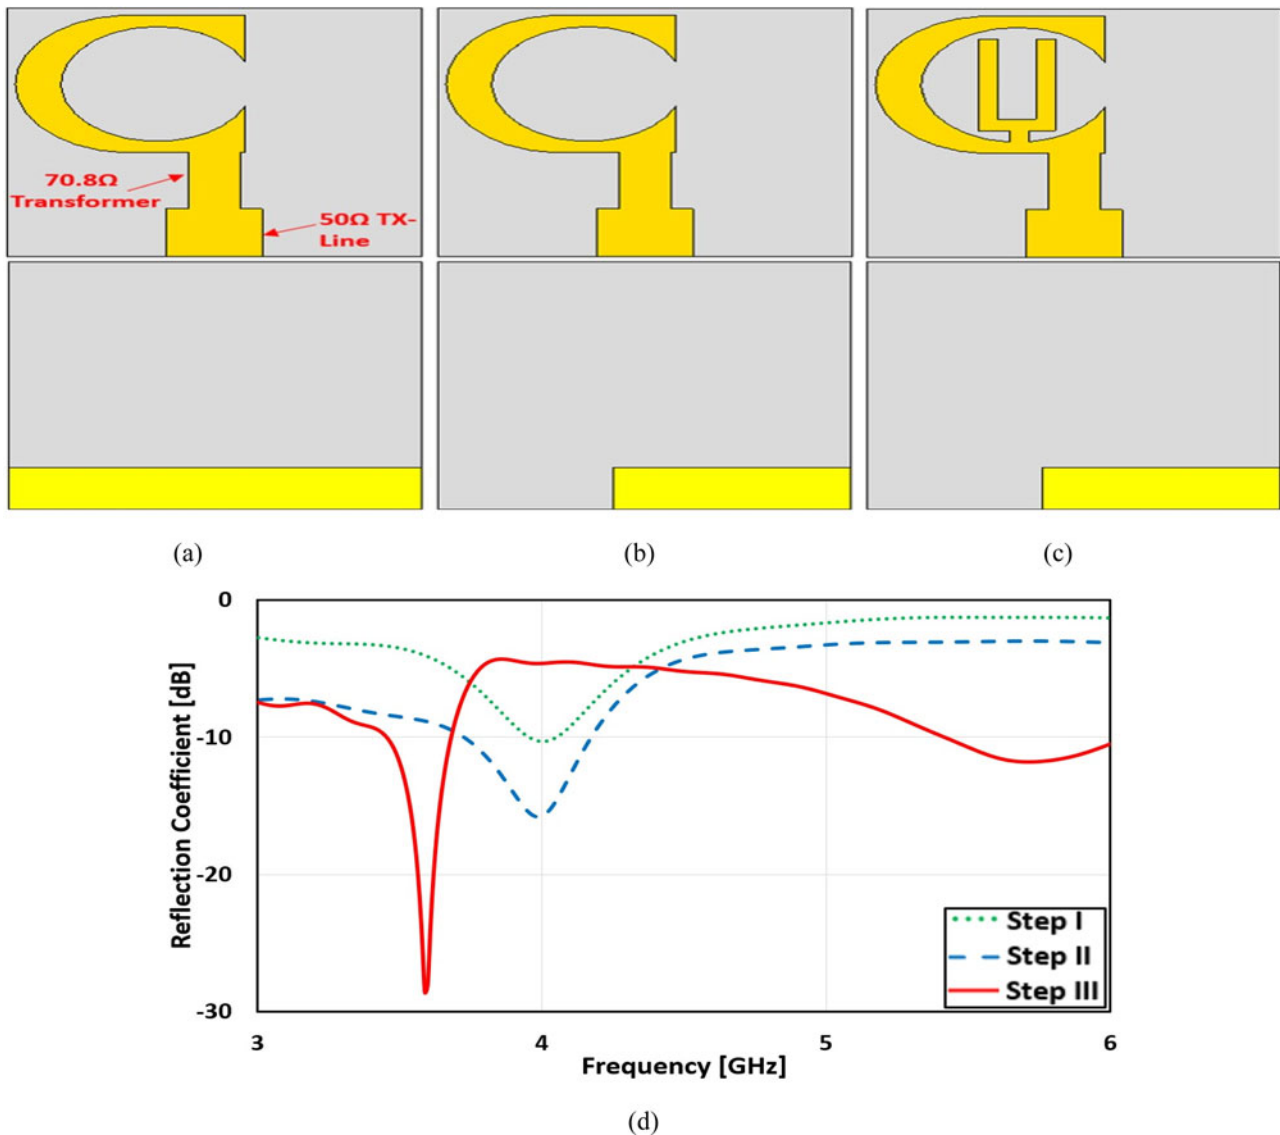 70.8Ω
Transformer
50Ω TX-
Line
(a)
(b)
(c)
0
-10
-20
-30
Reflection Coefficient [dB]
Step I
Step II
Step III
3
4
5
6
Frequency [GHz]
(d)